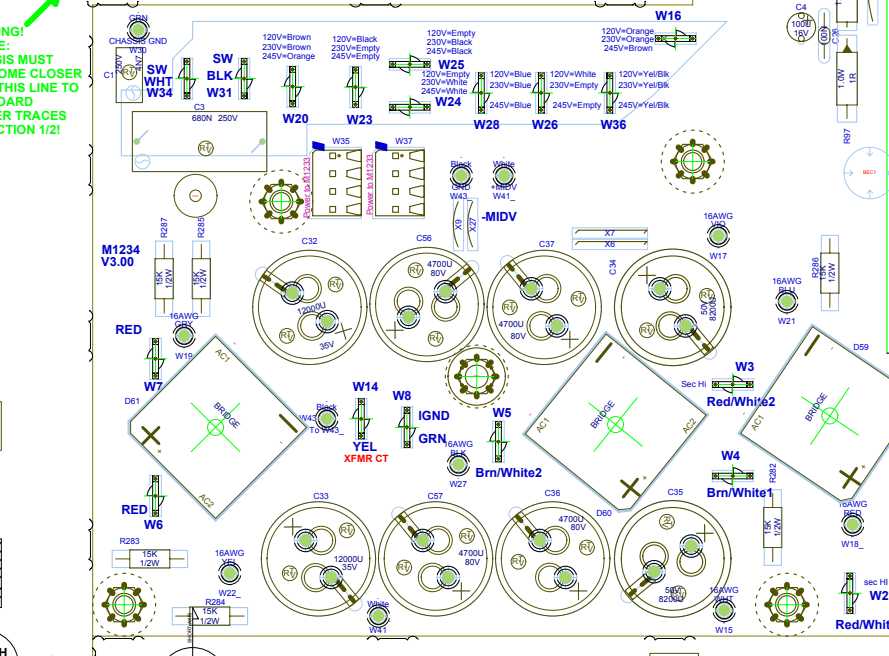 NG!
E:
SIS MUST
OME CLOSER
THIS LINE TO
OARD
ER TRACES
CTION 1/2!
GRN
CHASSIS GND
W30
C1
250V
4N7
SW
WHT
W34
SW
BLK
W31
C3
680N 250V
120V=Brown
230V=Brown
245V=Orange
W20
120V=Black
230V=Empty
245V=Empty
W23
120V=Empty
230V=Black
245V=Black
W25
120V=Empty
230V=White
245V=White
W24
120V=Blue
230V=Blue
245V=Blue
W28
120V=White
230V=Empty
245V=Empty
W26
W16
120V=Orange
230V=Orange
245V=Brown
120V=Yel/Blk
230V=Yel/Blk
245V=Yel/Blk
W36
C4
100U
16V
100N
1.0W
1R
R97
BEC1
W35
Power to M1233
W37
Power to M1233
Black
GND
W43_
White
+MIDV
W41_
-MIDV
X9
X27
X7
X6
C34
16AWG
VIO
W17
M1234
V3.00
R287
15K
1/2W
R285
15K
1/2W
C32
12000U
35V
C56
4700U
80V
C37
4700U
80V
50V
8200U
16AWG
BLU
W21
R286
15K
1/2W
16AWG
GRY
W19
RED
W7
D61
AC1
BRIDGE
AC2
RED
W6
Black
W43
To W43_
W14
YEL
XFMR CT
W8
IGND
GRN
16AWG
BLK
W27
W5
Brn/White2
AC1
BRIDGE
AC2
D60
W3
Sec Hi
Red/White2
W4
Brn/White1
D59
AC1
BRIDGE
R282
15K
1/2W
16AWG
RED
W18_
R283
15K
1/2W
16AWG
YEL
W22_
R284
15K
1/2W
C33
12000U
35V
C57
4700U
80V
C36
4700U
80V
C35
50V
8200U
White
W41
16AWG
WHT
W15
sec HI
W2
Red/Whit
H